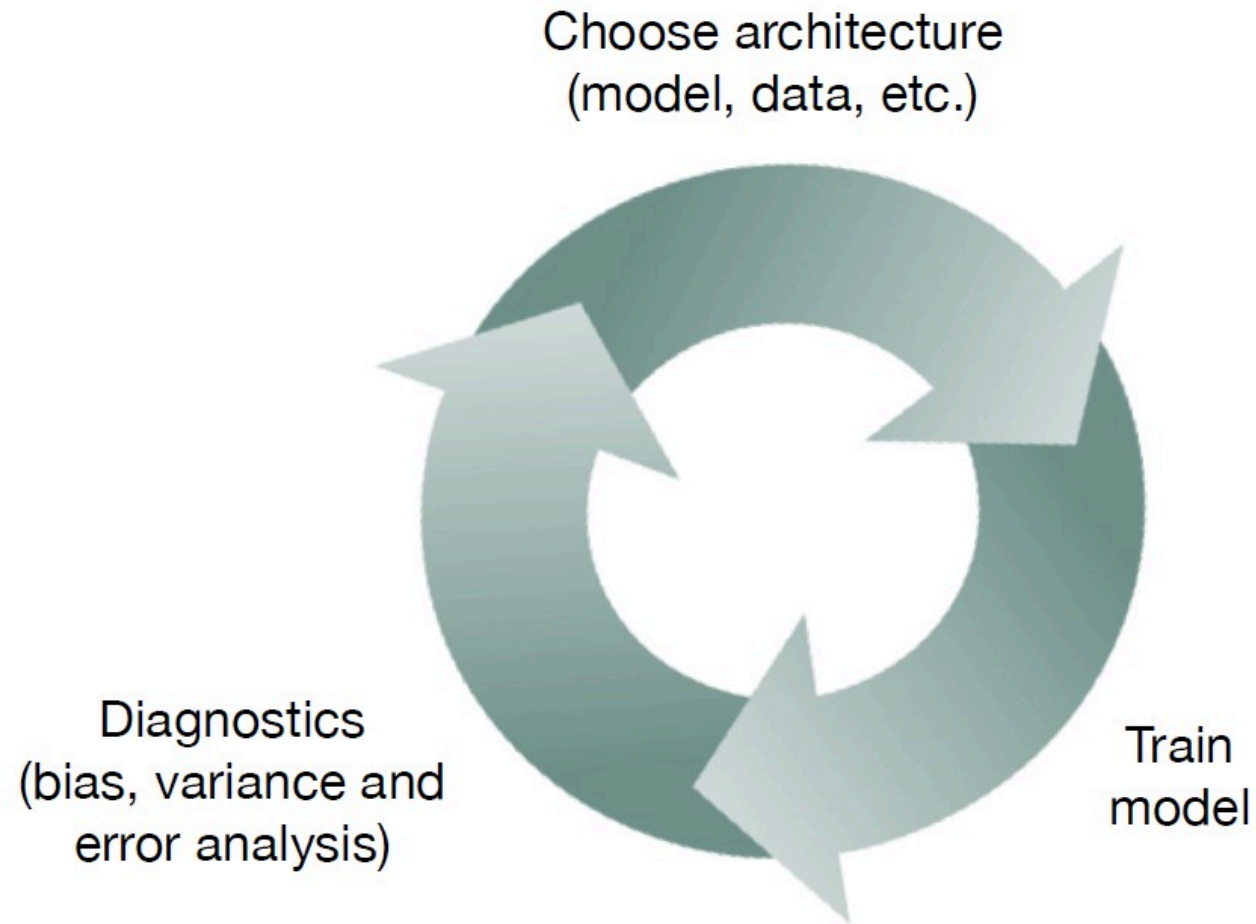 Choose architecture
(model, data, etc.)
Train
model
Diagnostics
(bias, variance and
error analysis)